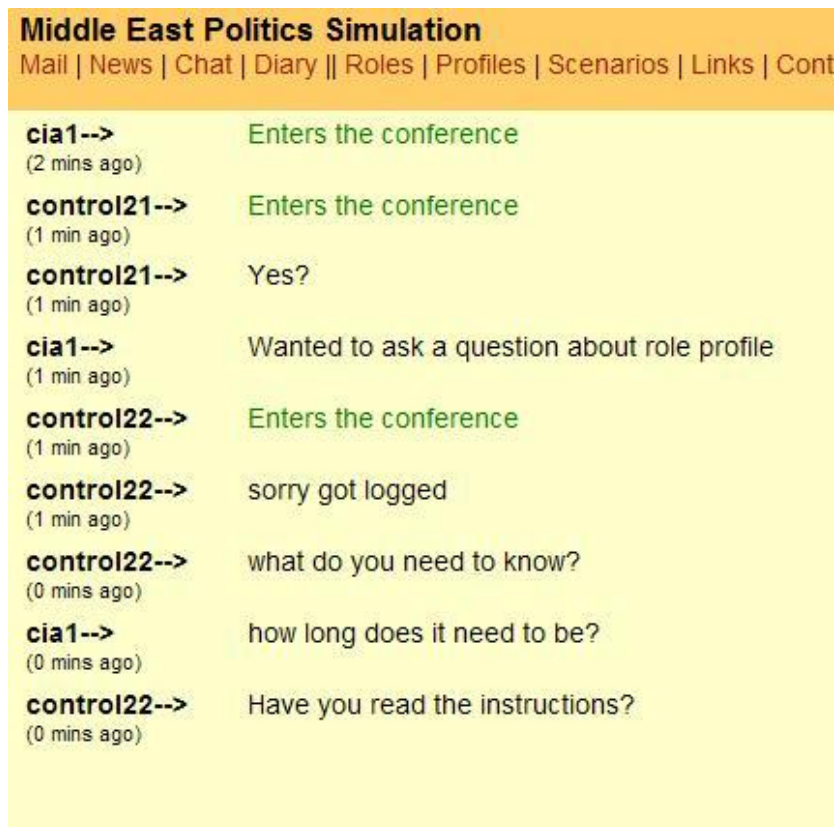 Middle East Politics Simulation
Mail | News | Chat | Diary || Roles | Profiles | Scenarios | Links | Cont
cia1--> Enters the conference
(2 mins ago)
control21--> Enters the conference
(1 min ago)
control21--> Yes?
(1 min ago)
cia1--> Wanted to ask a question about role profile
(1 min ago)
control22--> Enters the conference
(1 min ago)
control22--> sorry got logged
(1 min ago)
control22--> what do you need to know?
(0 mins ago)
cia1--> how long does it need to be?
(0 mins ago)
control22--> Have you read the instructions?
(0 mins ago)